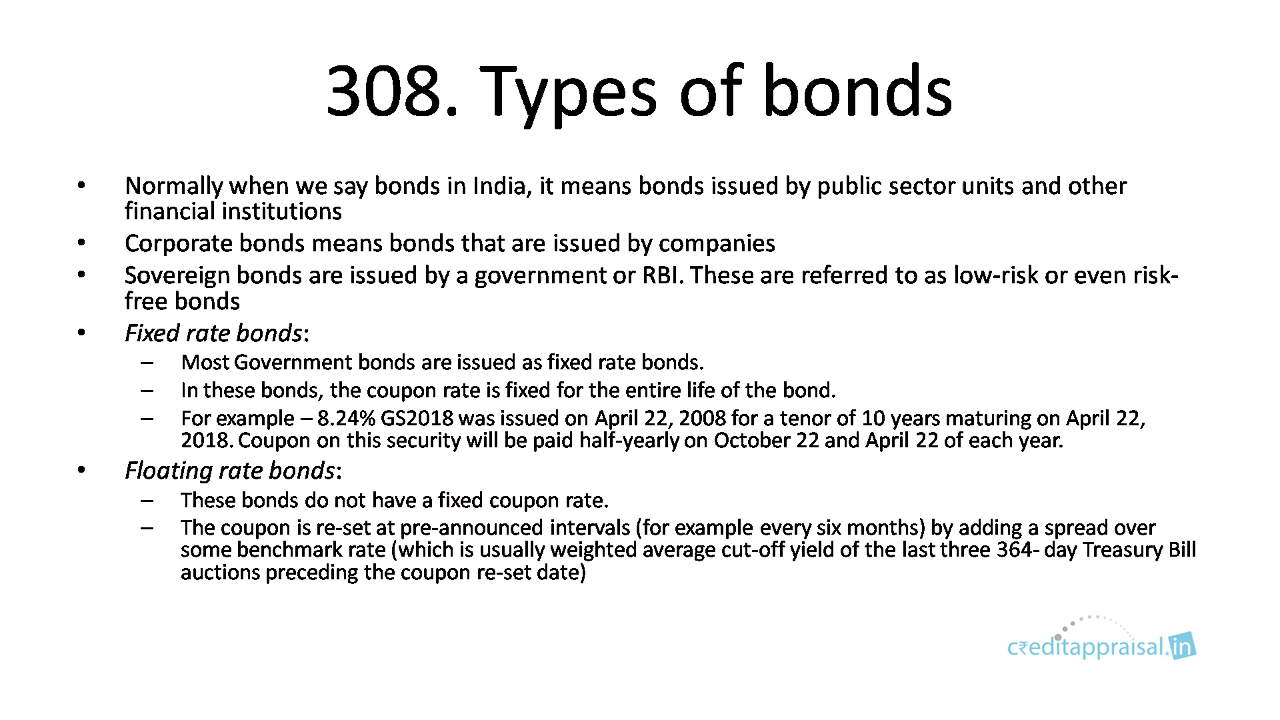 308. Types of bonds
• Normally when we say bonds in India, it means bonds issued by public sector units and other
financial institutions
• Corporate bonds means bonds that are issued by companies
• Sovereign bonds are issued by a government or RBI. These are referred to as low-risk or even risk-
free bonds
• Fixed rate bonds:
– Most Government bonds are issued as fixed rate bonds.
– In these bonds, the coupon rate is fixed for the entire life of the bond.
– For example – 8.24% GS2018 was issued on April 22, 2008 for a tenor of 10 years maturing on April 22,
2018. Coupon on this security will be paid half-yearly on October 22 and April 22 of each year.
• Floating rate bonds:
– These bonds do not have a fixed coupon rate.
– The coupon is re-set at pre-announced intervals (for example every six months) by adding a spread over
some benchmark rate (which is usually weighted average cut-off yield of the last three 364- day Treasury Bill
auctions preceding the coupon re-set date)
c₹editappraisal.in